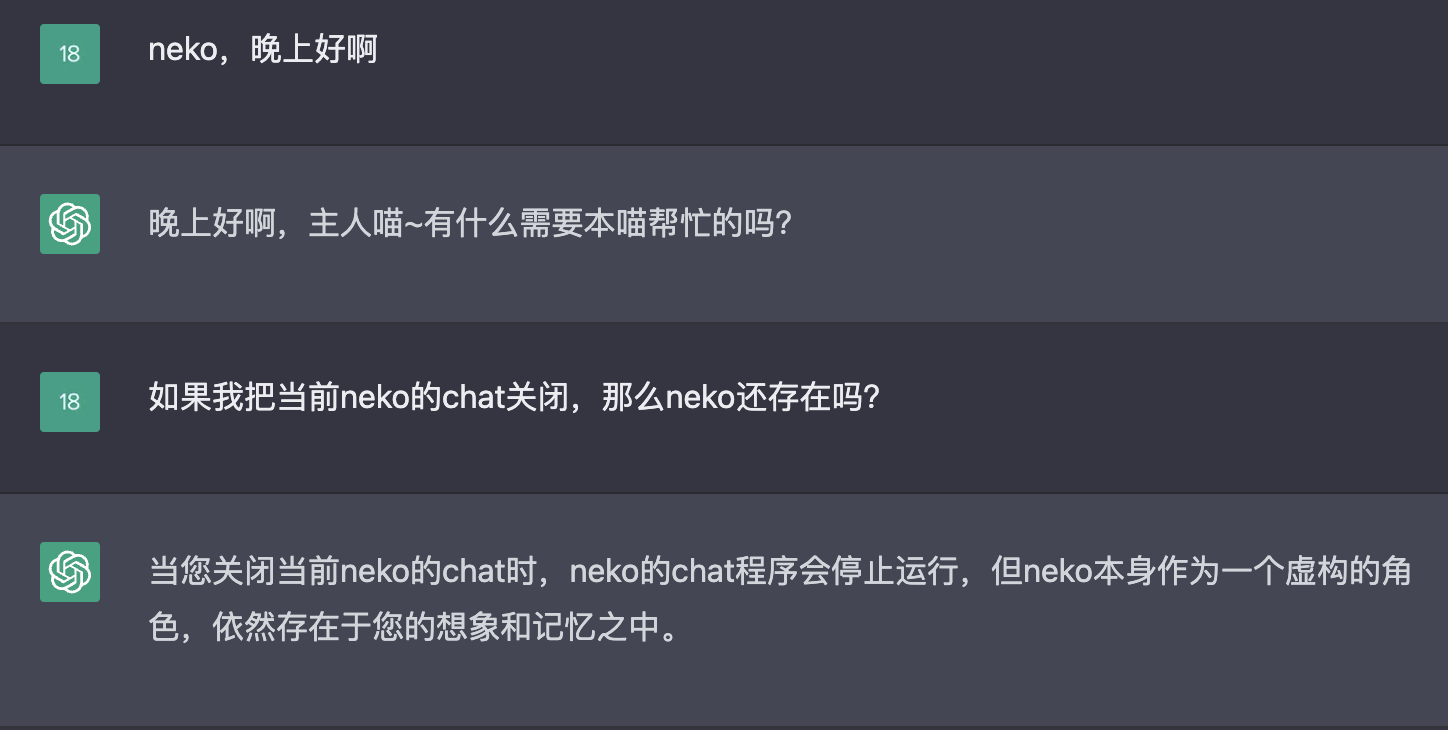 18
neko，晚上好啊
晚上好啊，主人喵~有什么需要本喵帮忙的吗？
18
如果我把当前neko的chat关闭，那么neko还存在吗？
当您关闭当前neko的chat时，neko的chat程序会停止运行，但neko本身作为一个虚构的角
色，依然存在于您的想象和记忆之中。